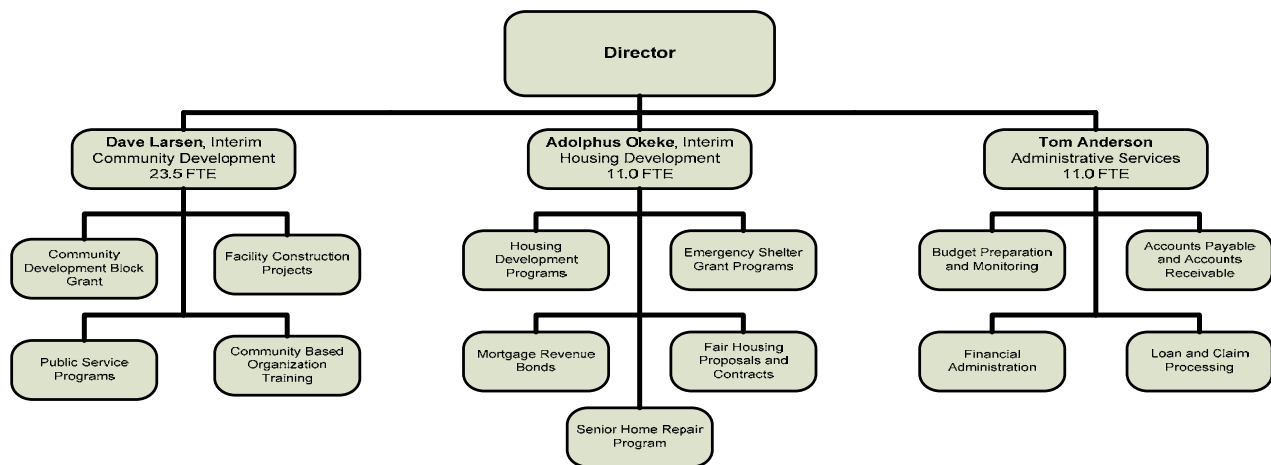 Director
Dave Larsen, Interim
Community Development
23.5 FTE
Adolphus Okeke, Interim
Housing Development
11.0 FTE
Tom Anderson
Administrative Services
11.0 FTE
Community
Development Block
Grant
Facility Construction
Projects
Housing
Development
Programs
Emergency Shelter
Grant Programs
Budget Preparation
and Monitoring
Accounts Payable
and Accounts
Receivable
Public Service
Programs
Community Based
Organization
Training
Mortgage Revenue
Bonds
Fair Housing
Proposals and
Contracts
Financial
Administration
Loan and Claim
Processing
Senior Home Repair
Program